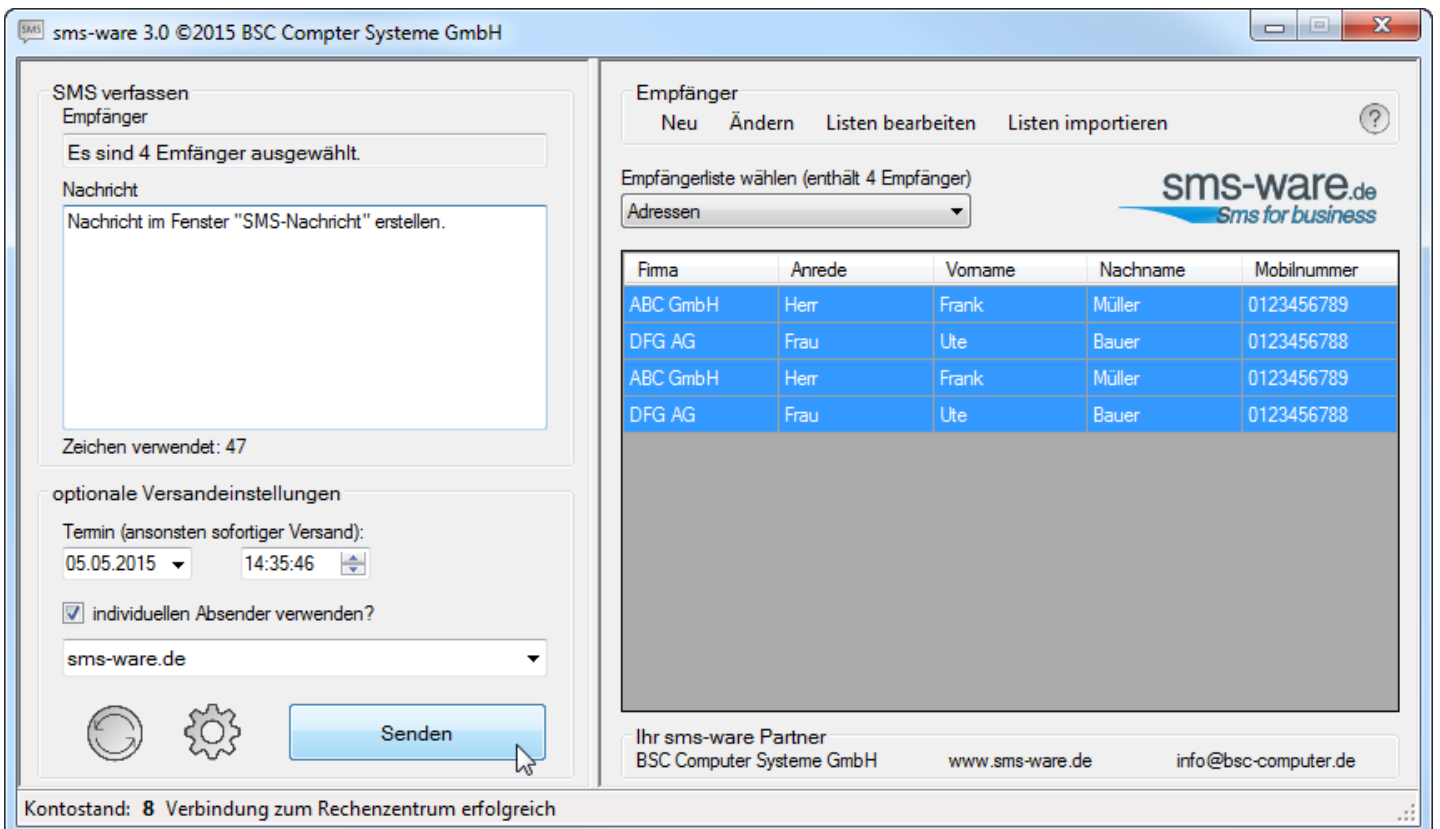 SMS sms-ware 3.0 ©2015 BSC Compter Systeme GmbH
SMS verfassen
Empfänger
Es sind 4 Emfänger ausgewählt.
Nachricht
Nachricht im Fenster "SMS-Nachricht" erstellen.
Zeichen verwendet: 47
optionale Versandeinstellungen
Termin (ansonsten sofortiger Versand):
05.05.2015 14:35:46
individuellen Absender verwenden?
sms-ware.de
Senden
Empfänger
Neu Ändern Listen bearbeiten Listen importieren ?
Empfängerliste wählen (enthält 4 Empfänger)
Adressen
sms-ware.de
Sms for business
Firma Anrede Vorname Nachname Mobilnummer
ABC GmbH Herr Frank Müller 0123456789
DFG AG Frau Ute Bauer 0123456788
ABC GmbH Herr Frank Müller 0123456789
DFG AG Frau Ute Bauer 0123456788
Ihr sms-ware Partner
BSC Computer Systeme GmbH www.sms-ware.de info@bsc-computer.de
Kontostand: 8 Verbindung zum Rechenzentrum erfolgreich